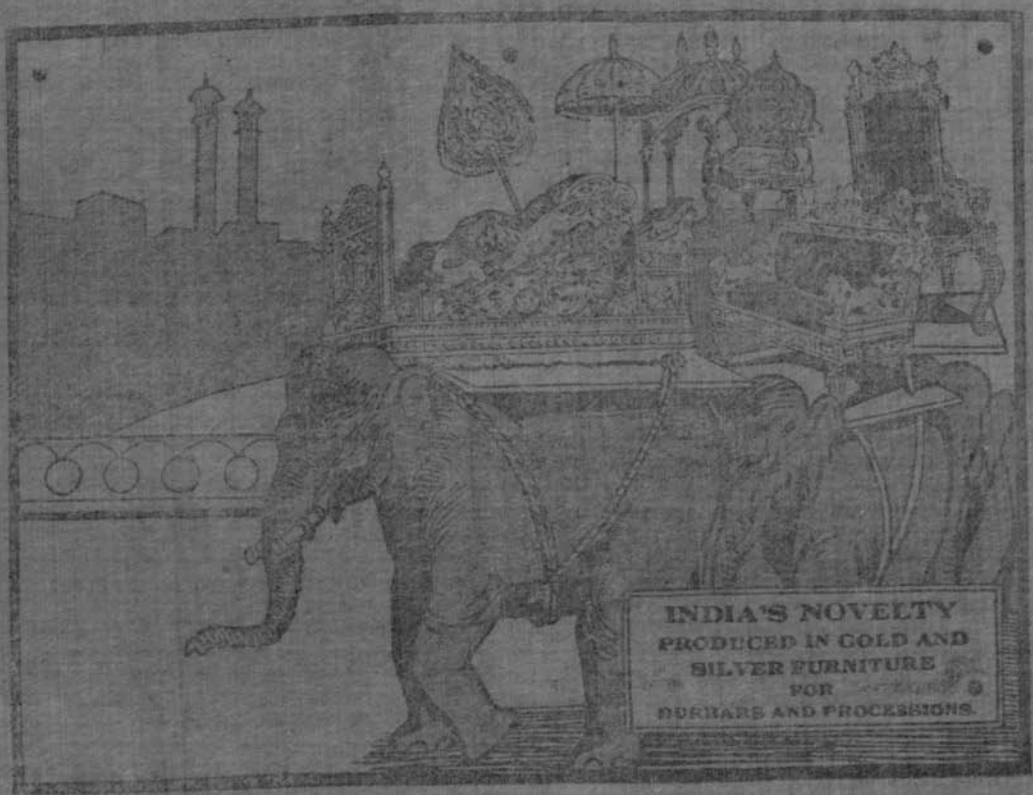 INDIA'S NOVELTY
PRODUCED IN GOLD AND
SILVER FURNITURE
FOR
DURBARS AND PROCESSIONS.